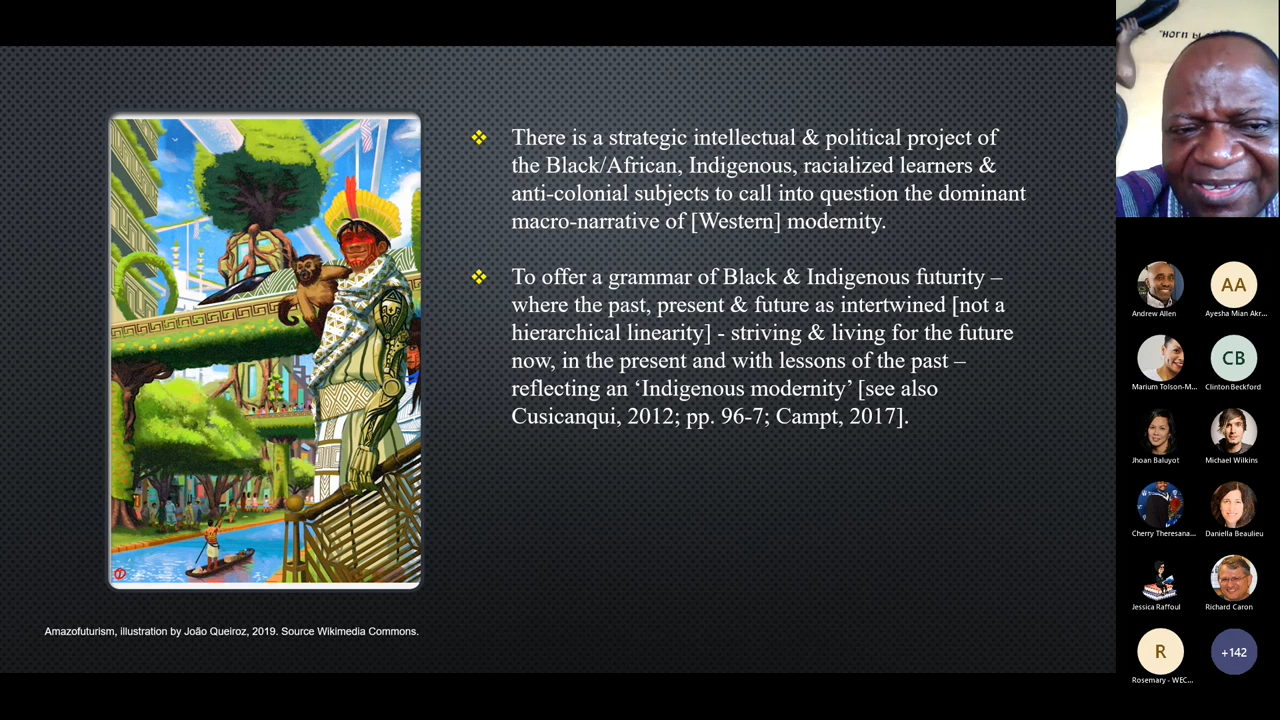 There is a strategic intellectual & political project of
the Black/African, Indigenous, racialized learners &
anti-colonial subjects to call into question the dominant
macro-narrative of [Western] modernity.
To offer a grammar of Black & Indigenous futurity –
where the past, present & future as intertwined [not a
hierarchical linearity] - striving & living for the future
now, in the present and with lessons of the past –
reflecting an ‘Indigenous modernity’ [see also
Cusicanqui, 2012; pp. 96-7; Campt, 2017].
Amazofuturism, illustration by João Queiroz, 2019. Source Wikimedia Commons.
Andrew Allen
AA
Ayesha Mian Akr...
Marium Tolson-M...
CB
Clinton Beckford
Jhoan Baluyot
Michael Wilkins
Cherry Theresana...
Daniella Beaulieu
Jessica Raffoul
Richard Caron
R
Rosemary - WEC...
+142